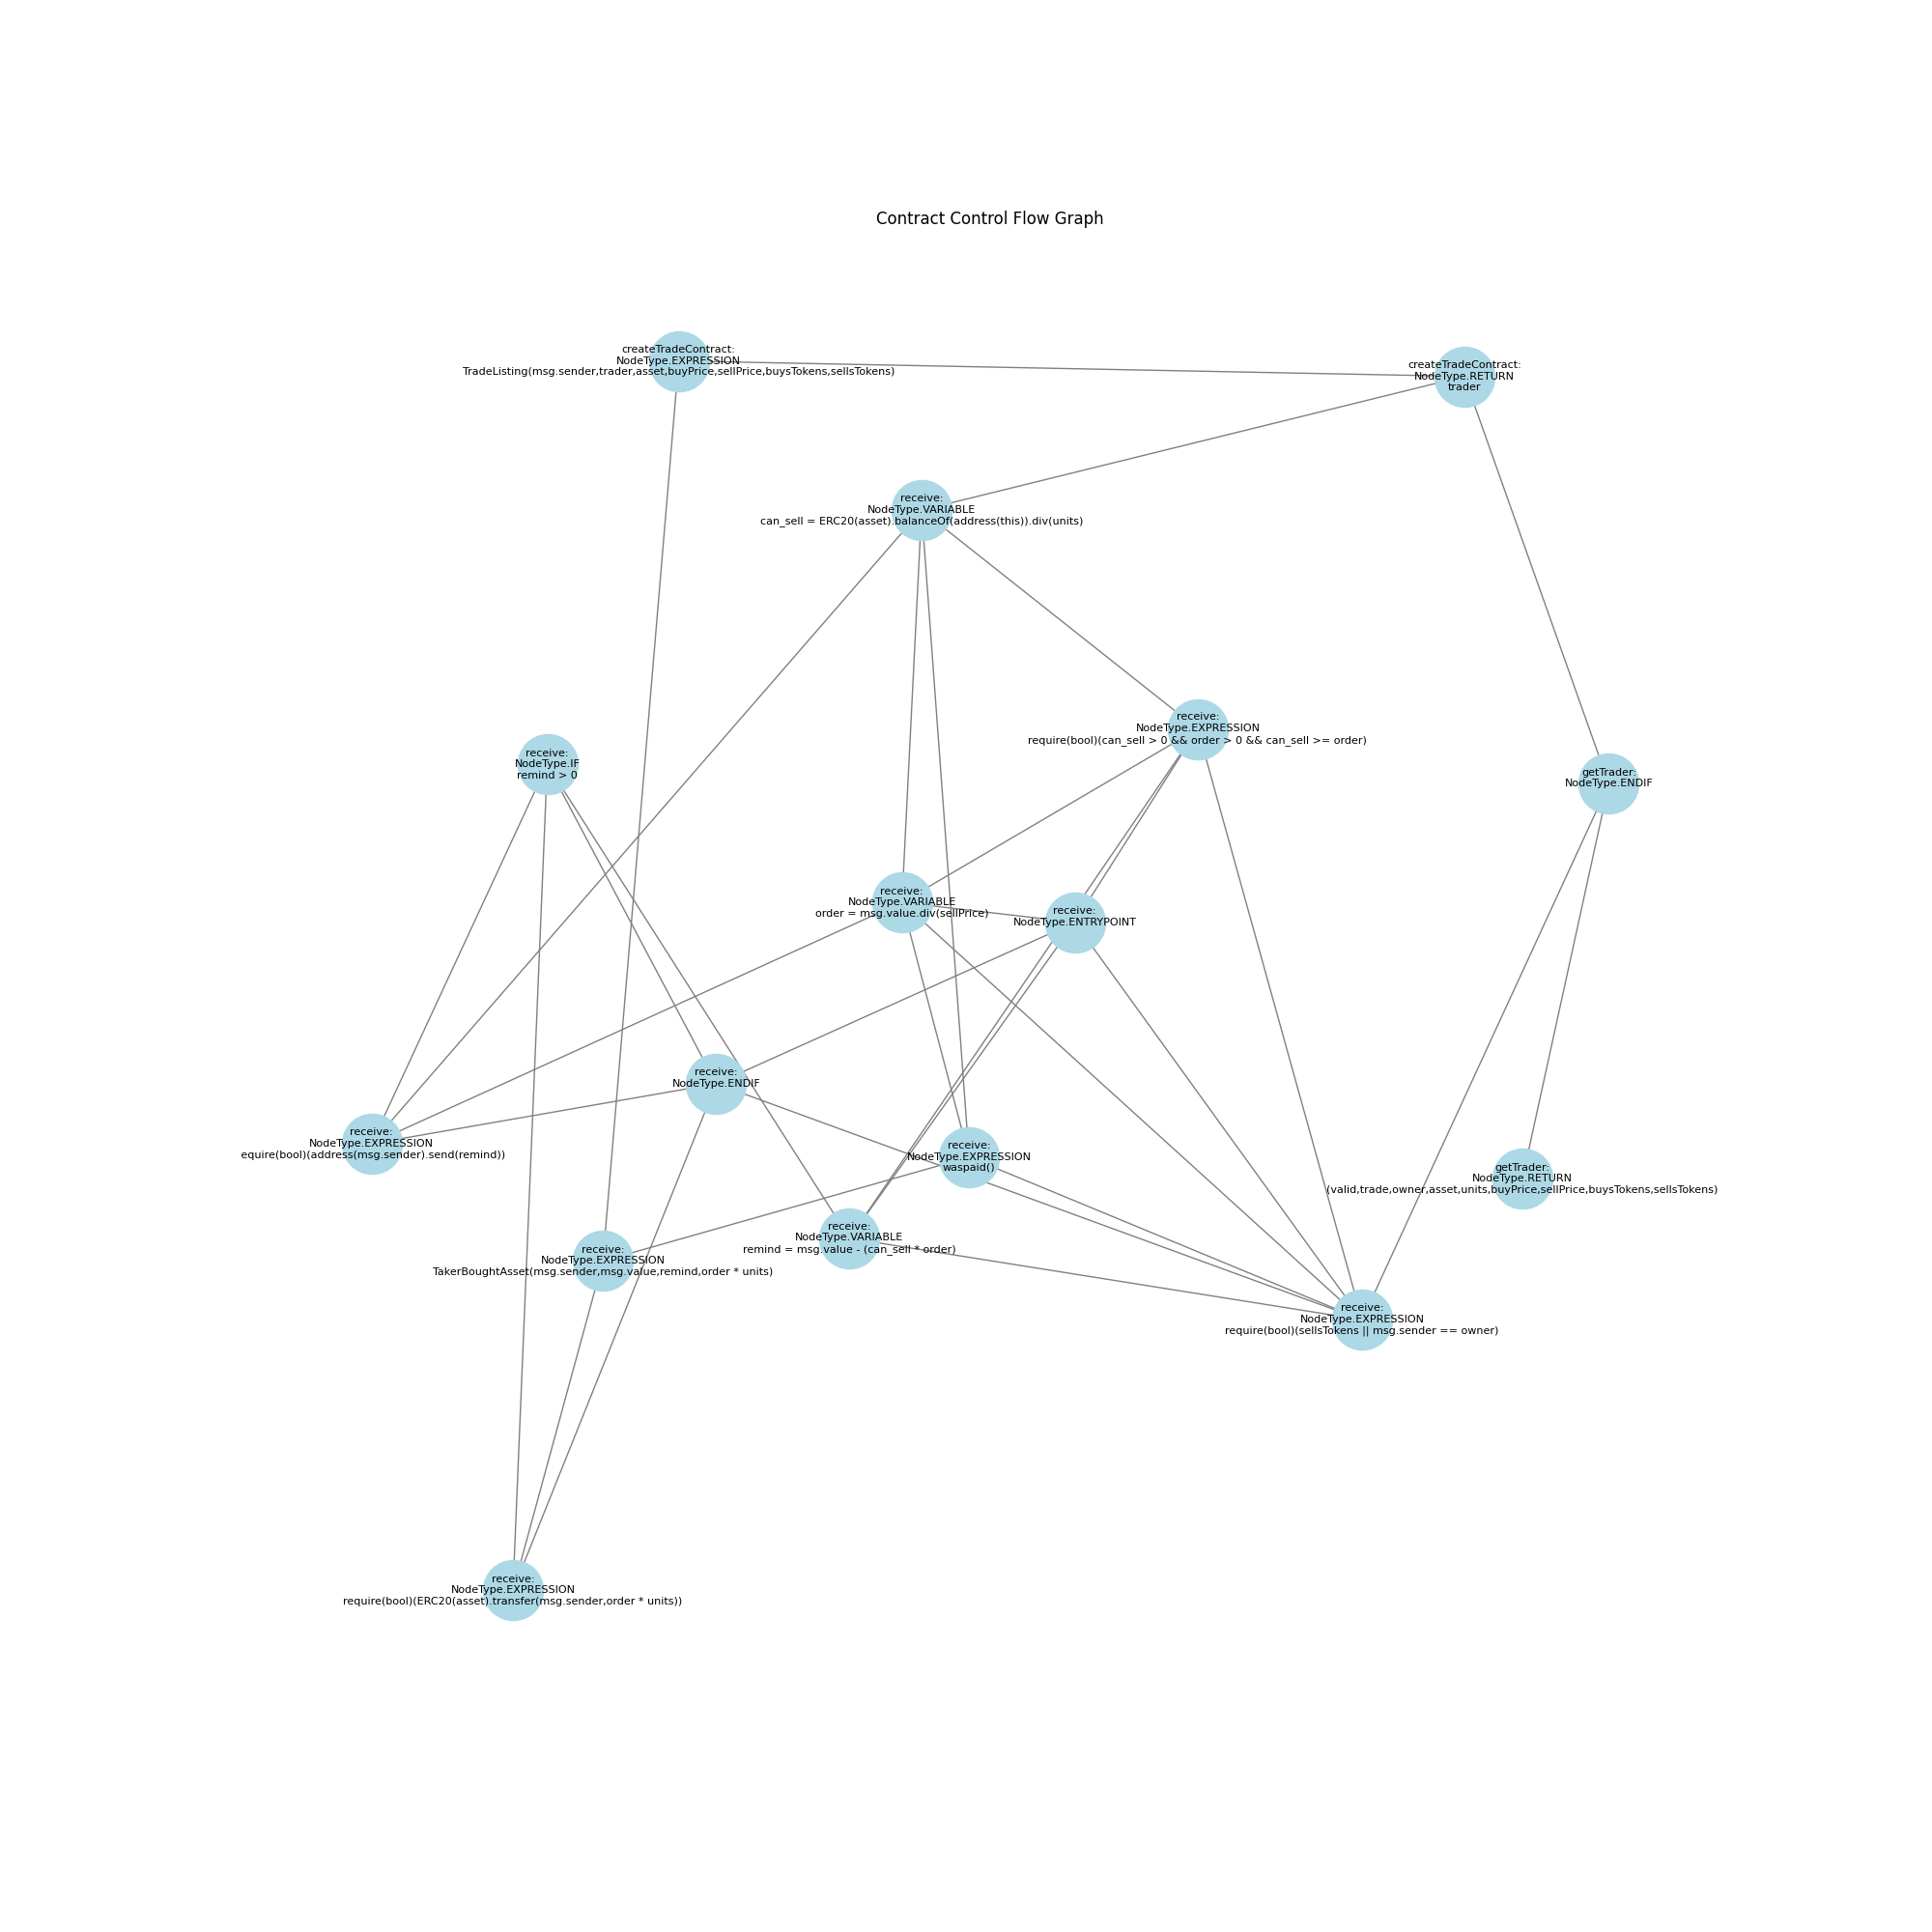 Contract Control Flow Graph
createTradeContract:
NodeType.EXPRESSION
TradeListing(msg.sender,trader,asset,buyPrice,sellPrice,buysTokens,sellsTokens)
createTradeContract:
NodeType.RETURN
trader
receive:
NodeType.VARIABLE
can_sell = ERC20(asset).balanceOf(address(this)).div(units)
receive:
NodeType.EXPRESSION
require(bool)(can_sell > 0 && order > 0 && can_sell >= order)
receive:
NodeType.IF
remind > 0
getTrader:
NodeType.ENDIF
receive:
NodeType.VARIABLE
order = msg.value.div(sellPrice)
receive:
NodeType.ENTRYPOINT
receive:
NodeType.ENDIF
receive:
NodeType.EXPRESSION
equire(bool)(address(msg.sender).send(remind))
receive:
NodeType.EXPRESSION
waspaid()
getTrader:
NodeType.RETURN
(valid,trade,owner,asset,units,buyPrice,sellPrice,buysTokens,sellsTokens)
receive:
NodeType.VARIABLE
remind = msg.value - (can_sell * order)
receive:
NodeType.EXPRESSION
TakerBoughtAsset(msg.sender,msg.value,remind,order * units)
receive:
NodeType.EXPRESSION
require(bool)(sellsTokens || msg.sender == owner)
receive:
NodeType.EXPRESSION
require(bool)(ERC20(asset).transfer(msg.sender,order * units))